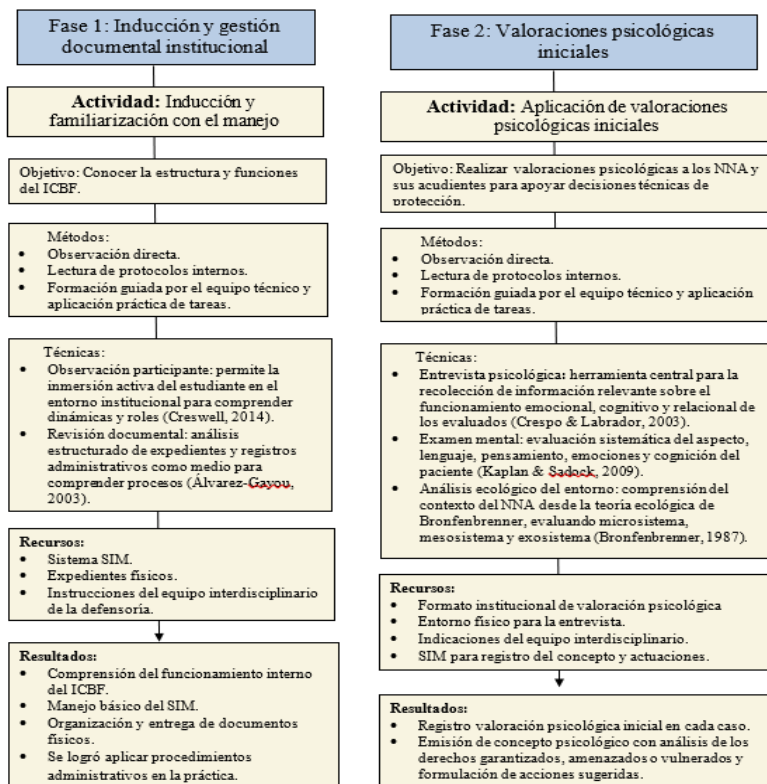 Fase 1: Inducción y gestión
documental institucional
Actividad: Inducción y
familiarización con el manejo
Objetivo: Conocer la estructura y funciones
del ICBF.
Métodos:
• Observación directa.
• Lectura de protocolos internos.
• Formación guiada por el equipo técnico y
aplicación práctica de tareas.
Técnicas:
• Observación participante: permite la
inmersión activa del estudiante en el
entorno institucional para comprender
dinámicas y roles (Creswell, 2014).
• Revisión documental: análisis
estructurado de expedientes y registros
administrativos como medio para
comprender procesos (Álvarez-Gayou,
2003).
Recursos:
• Sistema SIM.
• Expedientes físicos.
• Instrucciones del equipo interdisciplinario
de la defensoría.
Resultados:
• Comprensión del funcionamiento interno
del ICBF.
• Manejo básico del SIM.
• Organización y entrega de documentos
físicos.
• Se logró aplicar procedimientos
administrativos en la práctica.
Fase 2: Valoraciones psicológicas
iniciales
Actividad: Aplicación de valoraciones
psicológicas iniciales
Objetivo: Realizar valoraciones psicológicas a los NNA y
sus acudientes para apoyar decisiones técnicas de
protección.
Métodos:
• Observación directa.
• Lectura de protocolos internos.
• Formación guiada por el equipo técnico y aplicación
práctica de tareas.
Técnicas:
• Entrevista psicológica: herramienta central para la
recolección de información relevante sobre el
funcionamiento emocional, cognitivo y relacional de
los evaluados (Crespo & Labrador, 2003).
• Examen mental: evaluación sistemática del aspecto,
lenguaje, pensamiento, emociones y cognición del
paciente (Kaplan & Sadock, 2009).
• Análisis ecológico del entorno: comprensión del
contexto del NNA desde la teoría ecológica de
Bronfenbrenner, evaluando microsistema,
mesosistema y exosistema (Bronfenbrenner, 1987).
Recursos:
• Formato institucional de valoración psicológica
• Entorno físico para la entrevista.
• Indicaciones del equipo interdisciplinario.
• SIM para registro del concepto y actuaciones.
Resultados:
• Registro valoración psicológica inicial en cada caso.
• Emisión de concepto psicológico con análisis de los
derechos garantizados, amenazados o vulnerados y
formulación de acciones sugeridas.